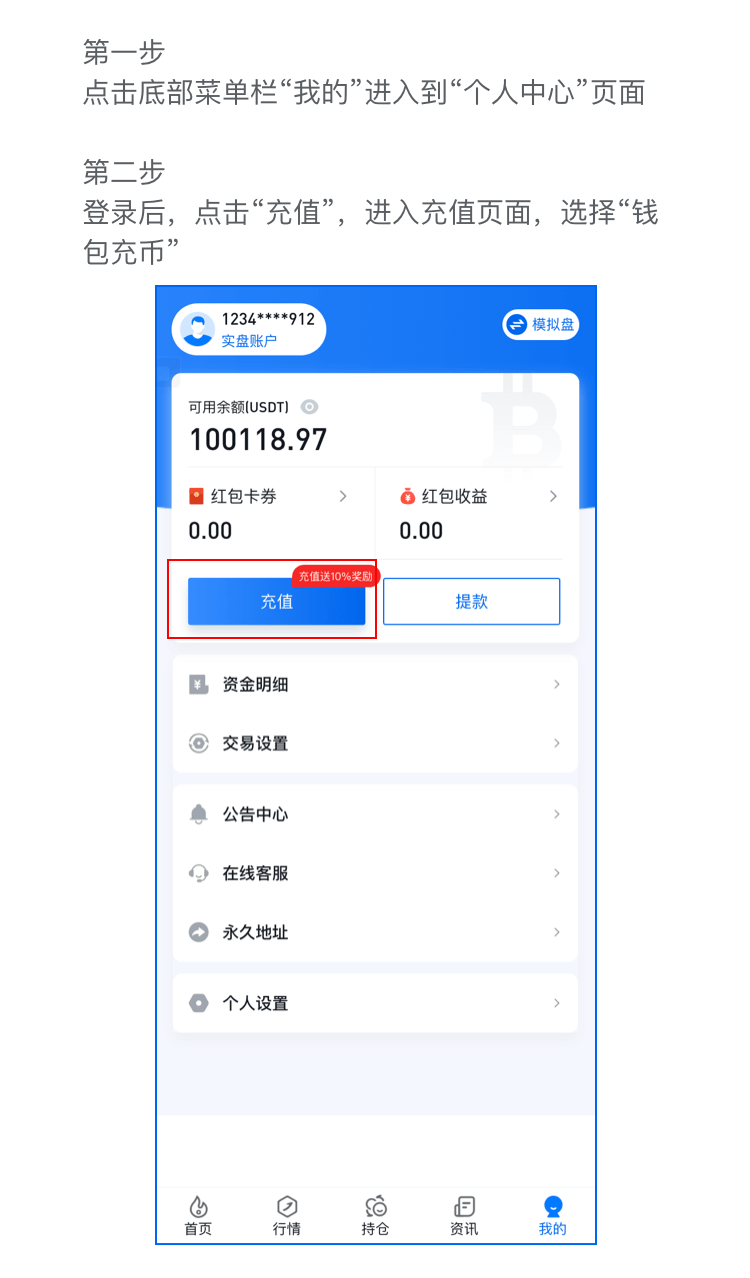 第一步
点击底部菜单栏“我的”进入到“个人中心”页面
第二步
登录后，点击“充值”，进入充值页面，选择“钱
包充币”
1234****912
实盘账户
模拟盘
可用余额(USDT)
100118.97
红包卡券
红包收益
0.00
0.00
充值送10%奖励
充值
提款
资金明细
交易设置
公告中心
在线客服
永久地址
个人设置
首页
行情
持仓
资讯
我的